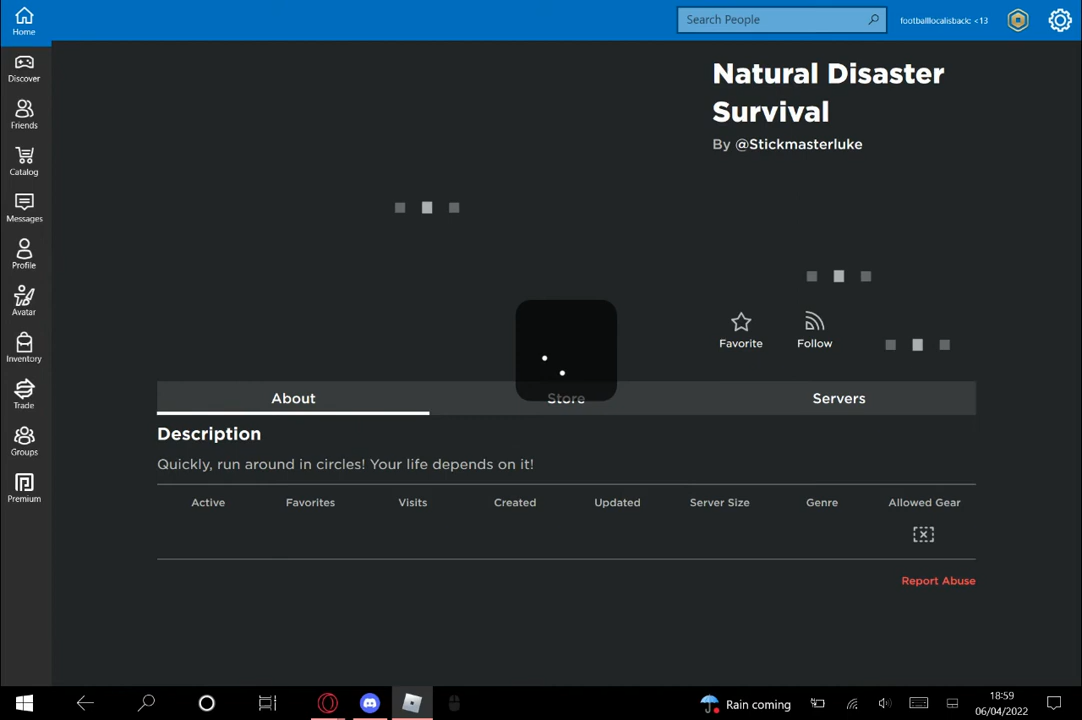 Home
Search People
footballlocalisback: <13
Discover
Friends
Catalog
Messages
Profile
Avatar
Inventory
Trade
Groups
Premium
Natural Disaster
Survival
By @Stickmasterluke
Favorite
Follow
About
Store
Servers
Description
Quickly, run around in circles! Your life depends on it!
Active
Favorites
Visits
Created
Updated
Server Size
Genre
Allowed Gear
Report Abuse
Rain coming
18:59
06/04/2022